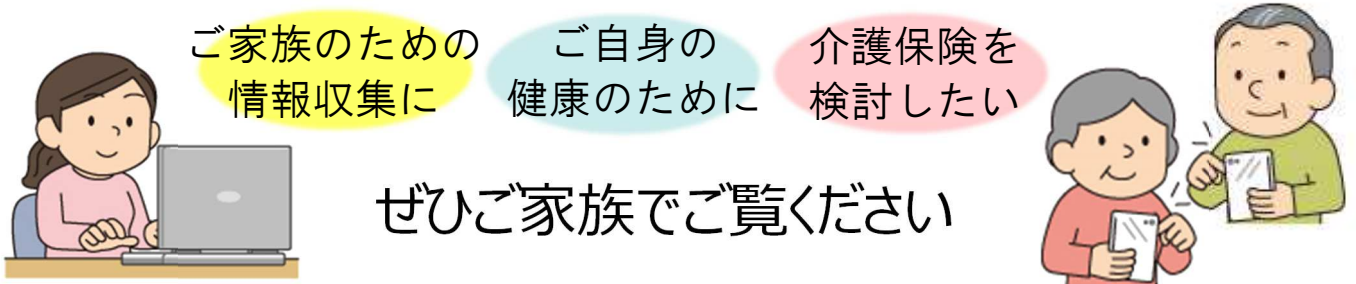 ご家族のための
情報収集に
ご自身の
健康のために
介護保険を
検討したい
ぜひご家族でご覧ください